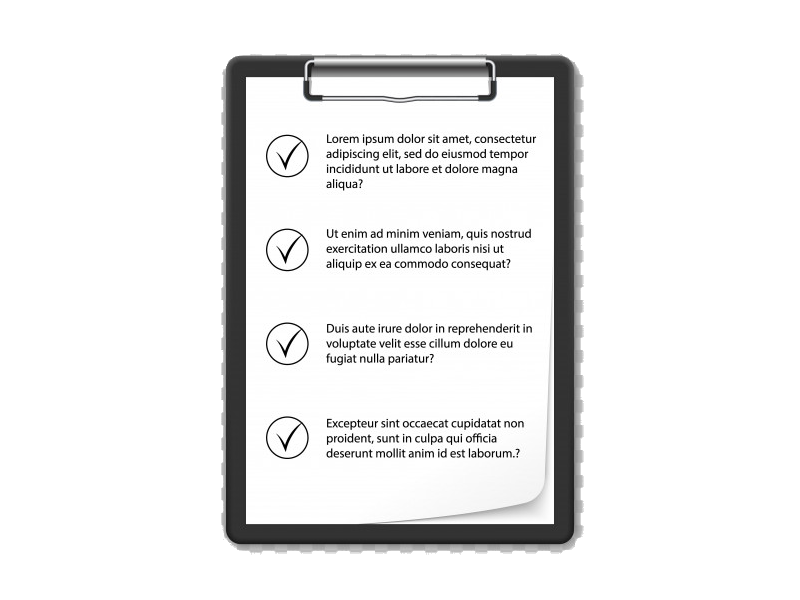 Lorem ipsum dolor sit amet, consectetur
adipiscing elit, sed do eiusmod tempor
incididunt ut labore et dolore magna
aliqua?
Ut enim ad minim veniam, quis nostrud
exercitation ullamco laboris nisi ut
aliquip ex ea commodo consequat?
Duis aute irure dolor in reprehenderit in
voluptate velit esse cillum dolore eu
fugiat nulla pariatur?
Excepteur sint occaecat cupidatat non
proident, sunt in culpa qui officia
deserunt mollit anim id est laborum.?